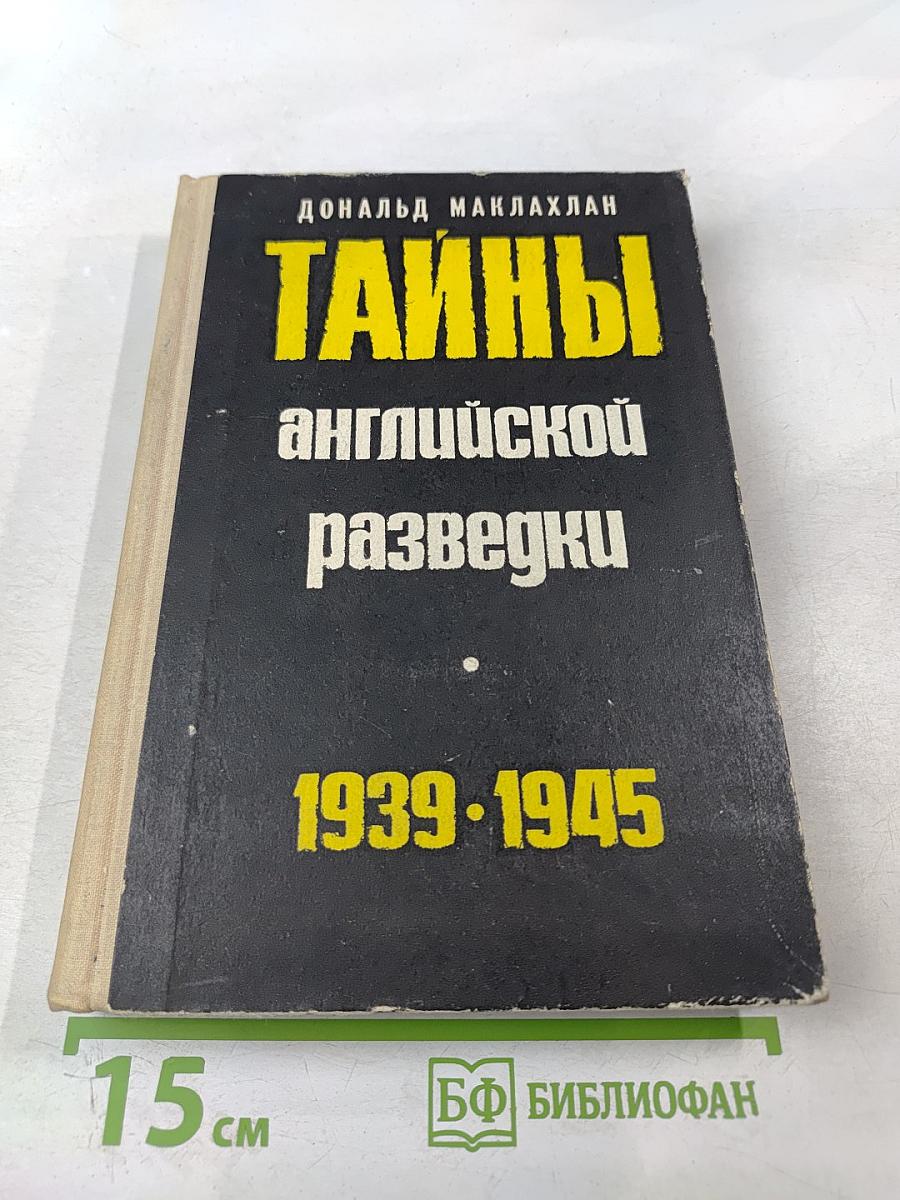 ДОНАЛЬД МАКЛАХЛАН
ТАЙНЫ
английской
разведки
1939•1945
15 см
БФ БИБЛИОФАН